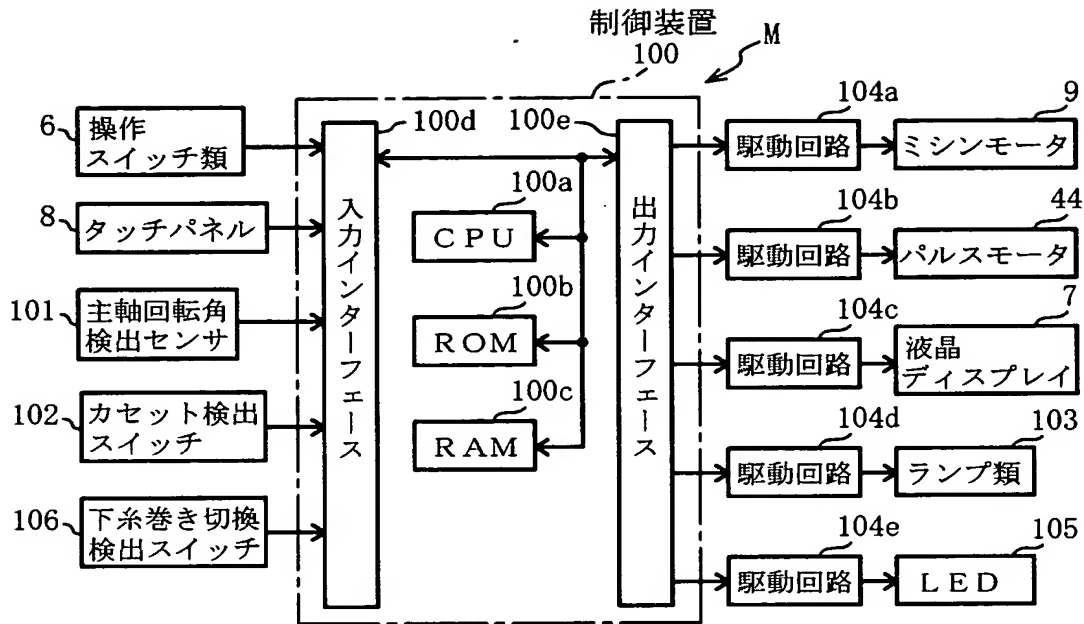 制御装置
100
M
6
操作
スイッチ類
8
タッチパネル
101
主軸回転角
検出センサ
102
カセット検出
スイッチ
106
下糸巻き切換
検出スイッチ
100d
入力インターフェース
100a
CPU
100b
ROM
100c
RAM
100e
出力インターフェース
104a
駆動回路
9
ミシンモータ
104b
駆動回路
44
パルスモータ
104c
駆動回路
7
液晶
ディスプレイ
104d
駆動回路
103
ランプ類
104e
駆動回路
105
LED